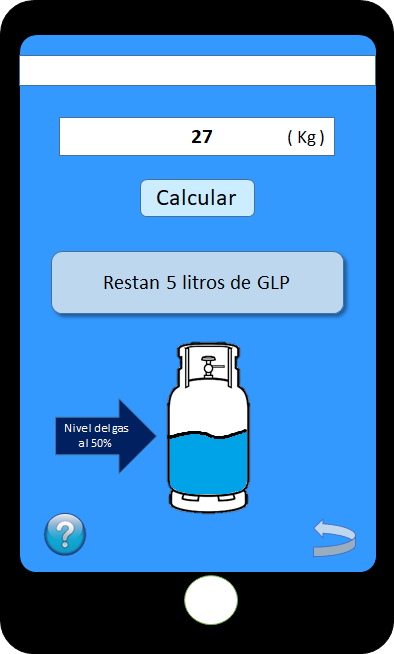 27 ( Kg )
Calcular
Restan 5 litros de GLP
Nivel del gas
al 50%
?